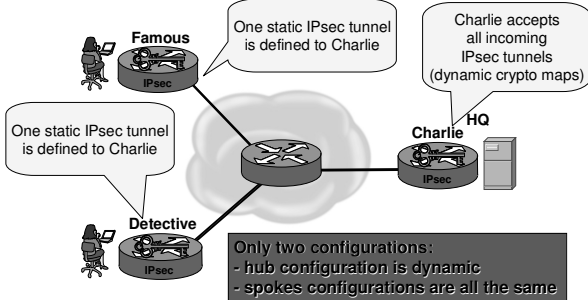 Famous
IPsec
One static IPsec tunnel
is defined to Charlie
Charlie accepts
all incoming
IPsec tunnels
(dynamic crypto maps)
HQ
Charlie
IPsec
One static IPsec tunnel
is defined to Charlie
Detective
IPsec
Only two configurations:
- hub configuration is dynamic
- spokes configurations are all the same